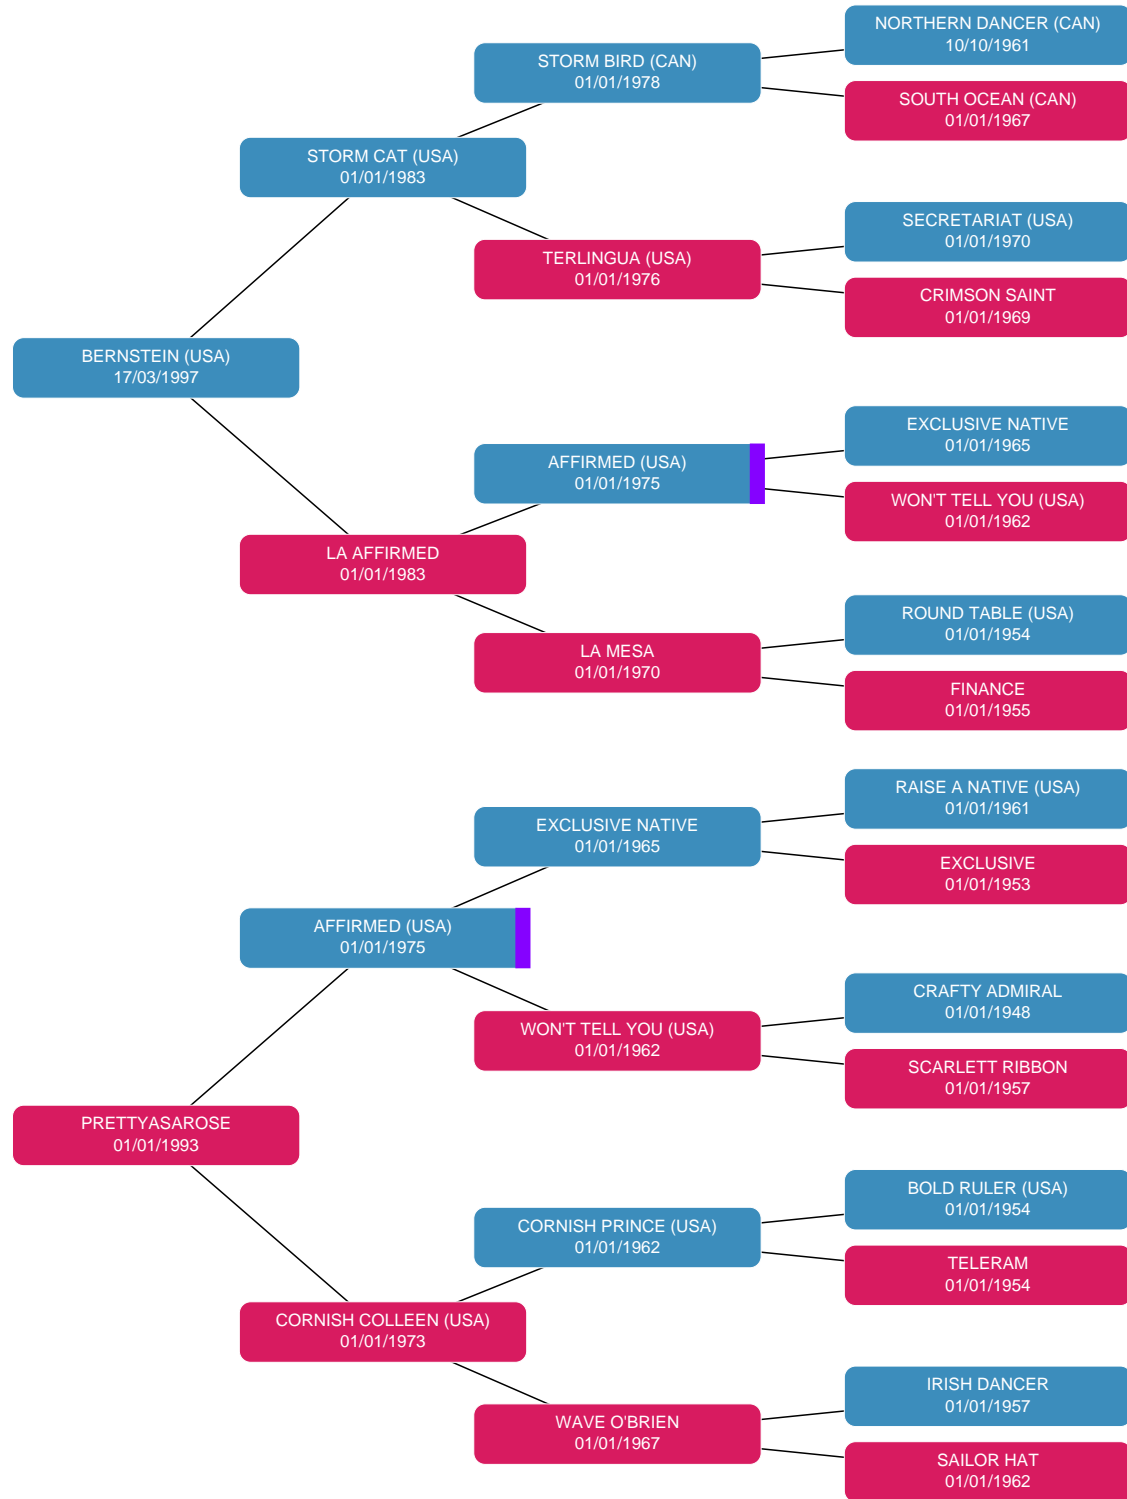 NORTHERN DANCER (CAN)
10/10/1961
STORM BIRD (CAN)
01/01/1978
SOUTH OCEAN (CAN)
01/01/1967
STORM CAT (USA)
01/01/1983
SECRETARIAT (USA)
01/01/1970
TERLINGUA (USA)
01/01/1976
CRIMSON SAINT
01/01/1969
BERNSTEIN (USA)
17/03/1997
EXCLUSIVE NATIVE
01/01/1965
AFFIRMED (USA)
01/01/1975
WON'T TELL YOU (USA)
01/01/1962
LA AFFIRMED
01/01/1983
ROUND TABLE (USA)
01/01/1954
LA MESA
01/01/1970
FINANCE
01/01/1955
RAISE A NATIVE (USA)
01/01/1961
EXCLUSIVE NATIVE
01/01/1965
EXCLUSIVE
01/01/1953
AFFIRMED (USA)
01/01/1975
CRAFTY ADMIRAL
01/01/1948
WON'T TELL YOU (USA)
01/01/1962
SCARLETT RIBBON
01/01/1957
PRETTYASAROSE
01/01/1993
BOLD RULER (USA)
01/01/1954
CORNISH PRINCE (USA)
01/01/1962
TELERAM
01/01/1954
CORNISH COLLEEN (USA)
01/01/1973
IRISH DANCER
01/01/1957
WAVE O'BRIEN
01/01/1967
SAILOR HAT
01/01/1962